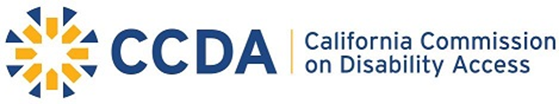 CCDA
California Commission
on Disability Access